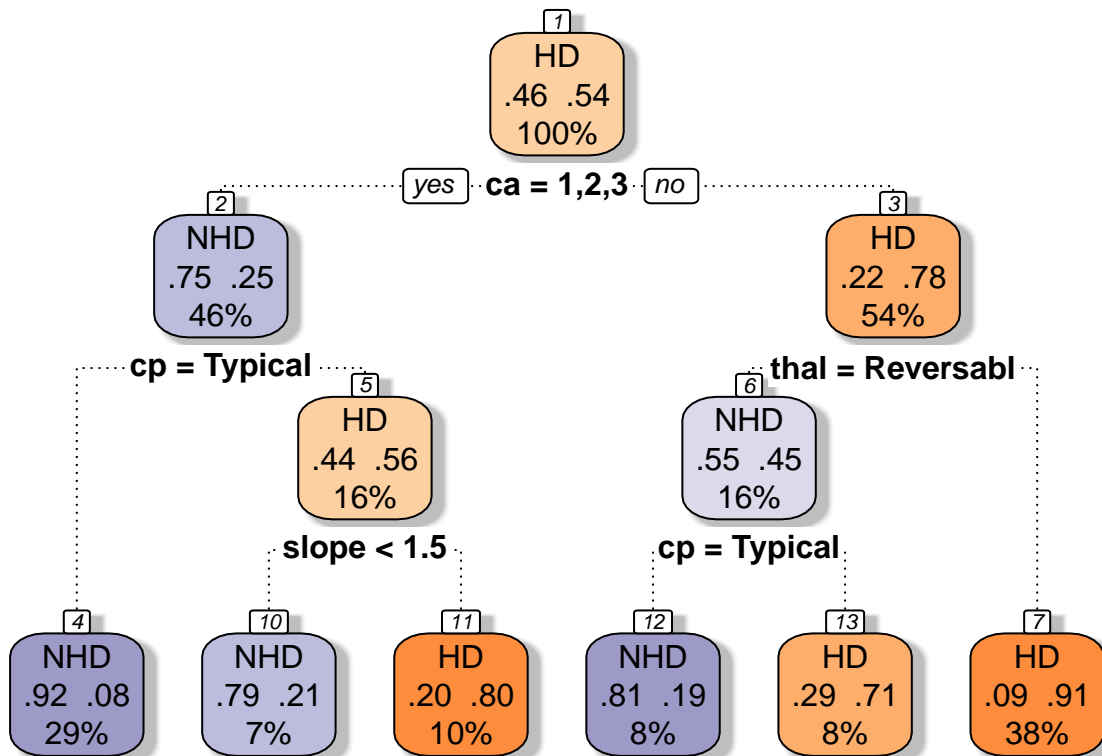 1
HD
.46 .54
100%
yes ca = 1,2,3 no
2
NHD
.75 .25
46%
3
HD
.22 .78
54%
cp = Typical
thal = Reversabl
5
HD
.44 .56
16%
6
NHD
.55 .45
16%
slope < 1.5
cp = Typical
4
NHD
.92 .08
29%
10
NHD
.79 .21
7%
11
HD
.20 .80
10%
12
NHD
.81 .19
8%
13
HD
.29 .71
8%
7
HD
.09 .91
38%